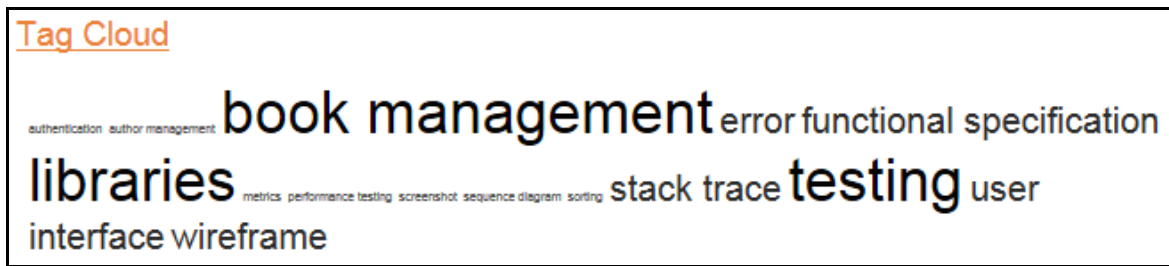 Tag Cloud
authentication author management book management error functional specification
libraries metrics performance testing screenshot sequence diagram sorting stack trace testing user
interface wireframe